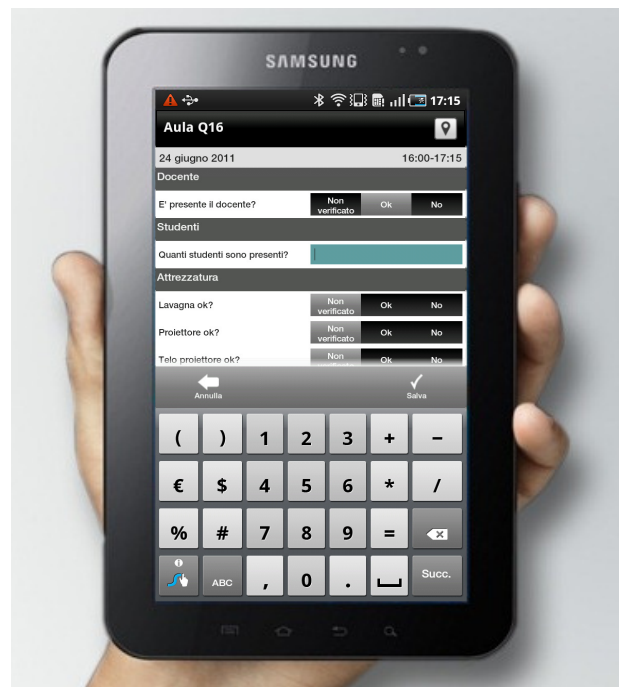 SAMSUNG
17:15
Aula Q16
24 giugno 2011 16:00-17:15
Docente
E' presente il docente? Non verificato Ok No
Studenti
Quanti studenti sono presenti?
Attrezzatura
Lavagna ok? Non verificato Ok No
Proiettore ok? Non verificato Ok No
Telo proiettore ok? Non Ok No
Annulla Salva
( ) 1 2 3 + −
€ $ 4 5 6 * /
% # 7 8 9 =
ABC , 0 . Succ.